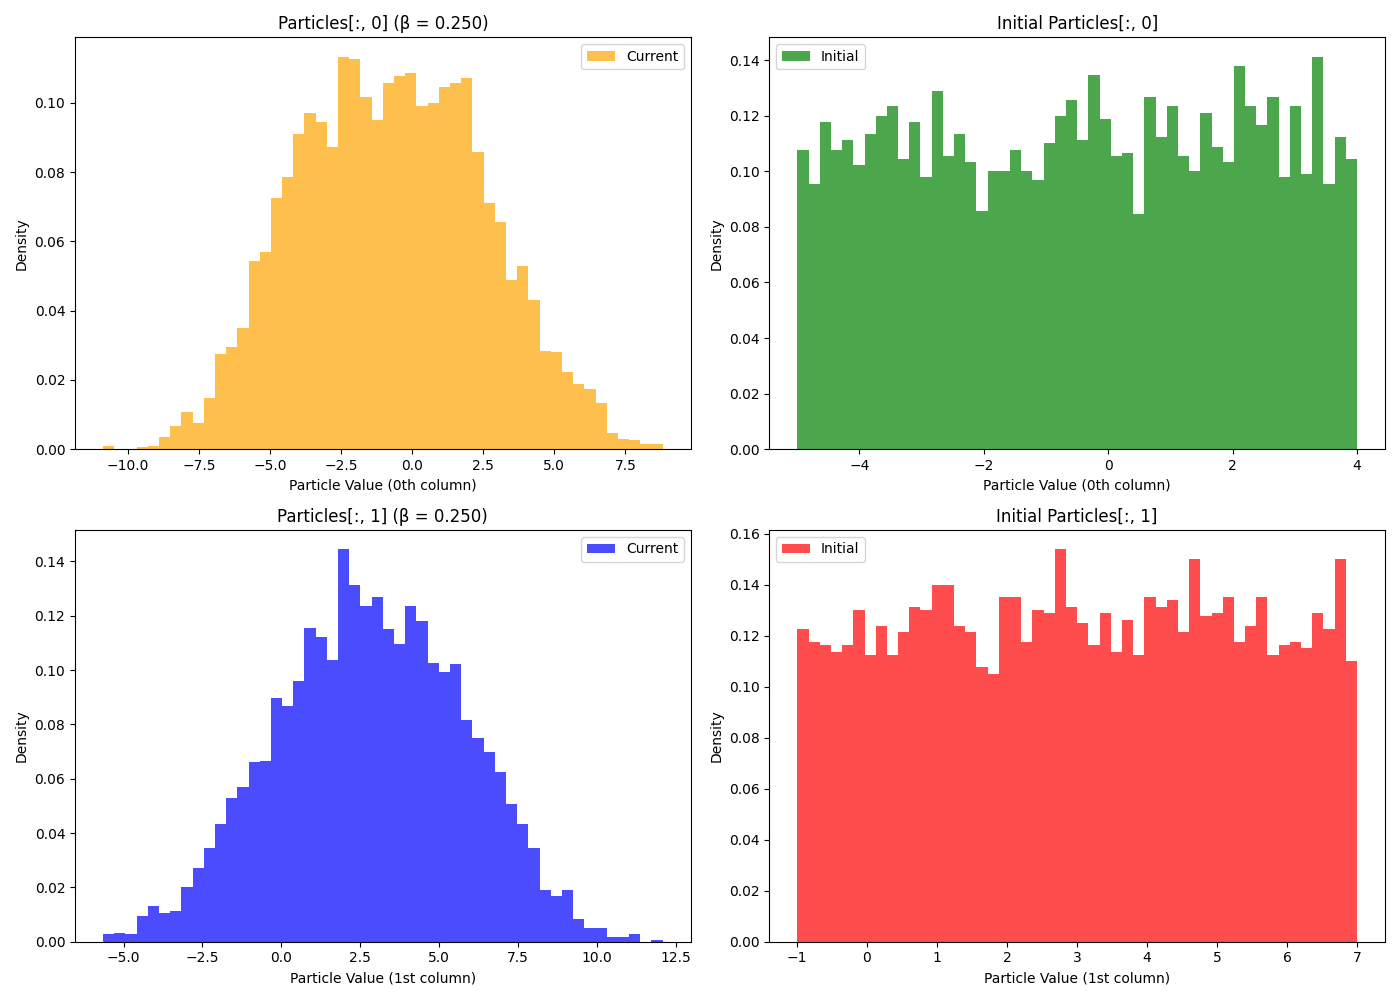 Particles[:, 0] (β = 0.250)
Current
Density
0.10
0.08
0.06
0.04
0.02
0.00
−10.0 −7.5 −5.0 −2.5 0.0 2.5 5.0 7.5
Particle Value (0th column)
Initial Particles[:, 0]
Initial
Density
0.14
0.12
0.10
0.08
0.06
0.04
0.02
0.00
−4 −2 0 2 4
Particle Value (0th column)
Particles[:, 1] (β = 0.250)
Current
Density
0.14
0.12
0.10
0.08
0.06
0.04
0.02
0.00
−5.0 −2.5 0.0 2.5 5.0 7.5 10.0 12.5
Particle Value (1st column)
Initial Particles[:, 1]
Initial
Density
0.16
0.14
0.12
0.10
0.08
0.06
0.04
0.02
0.00
−1 0 1 2 3 4 5 6 7
Particle Value (1st column)